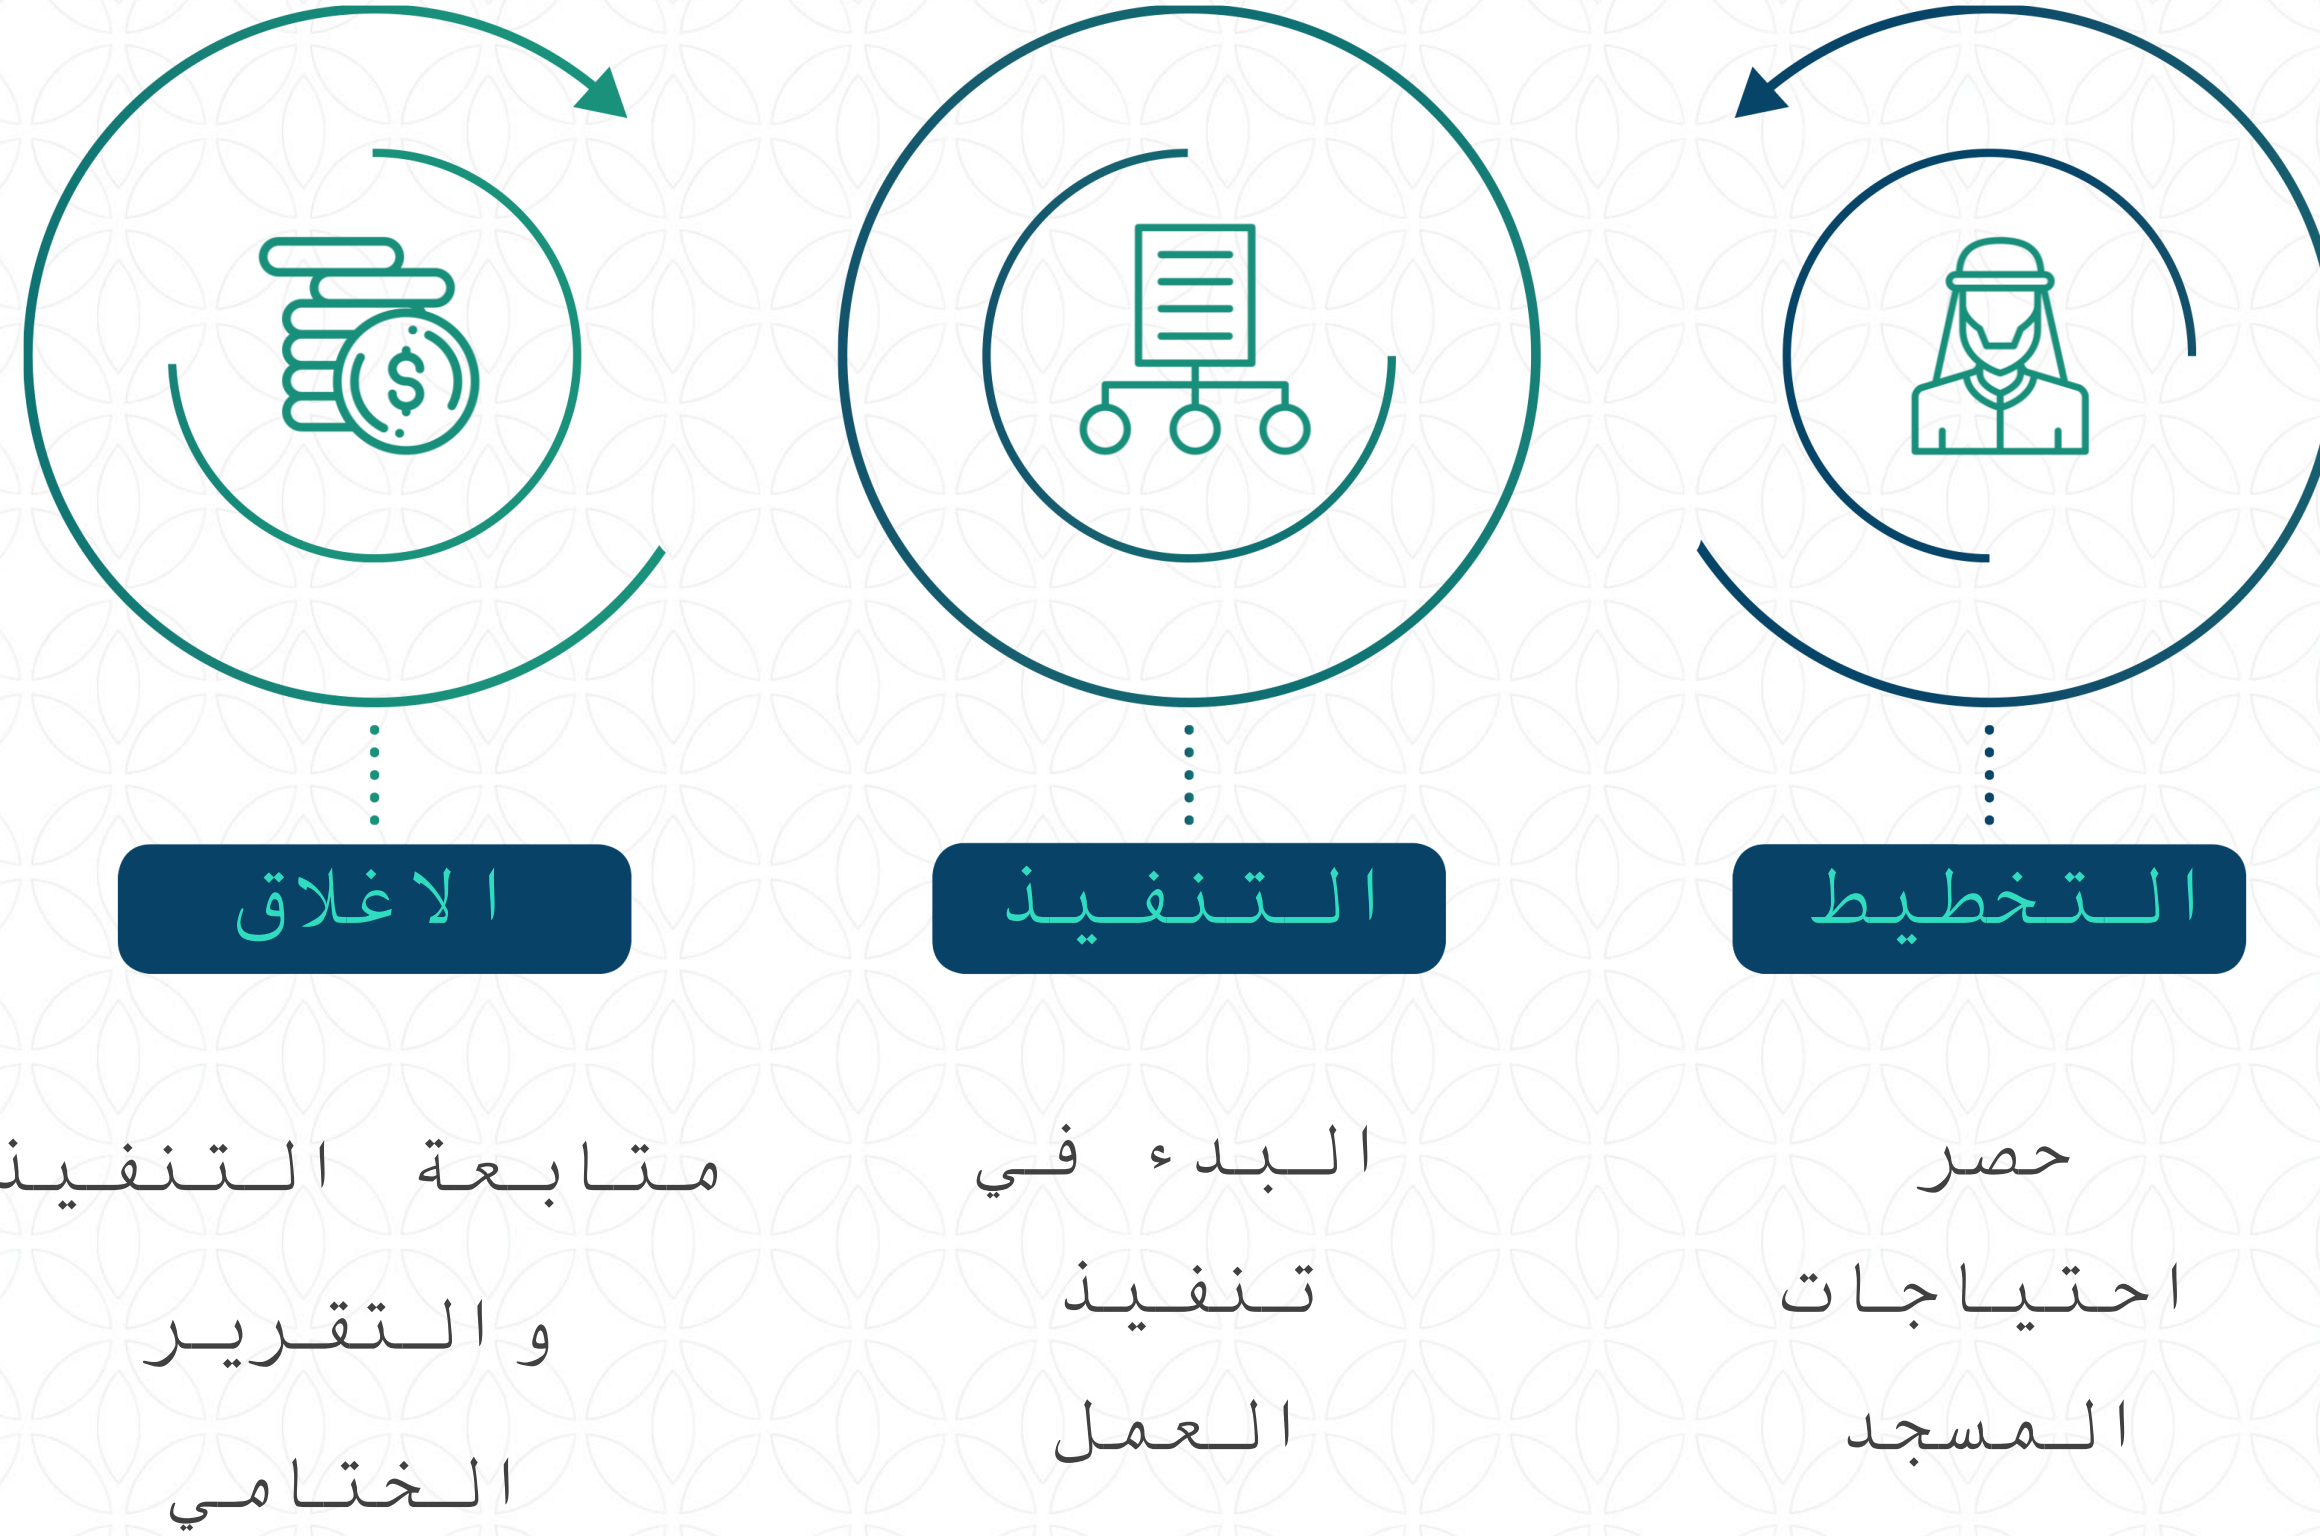 التخطيط
حصر
احتياجات
المسجد
التنفيذ
البدء في
تنفيذ
العمل
الاغلاق
متابعة التنفيذ
والتقرير
الختامي